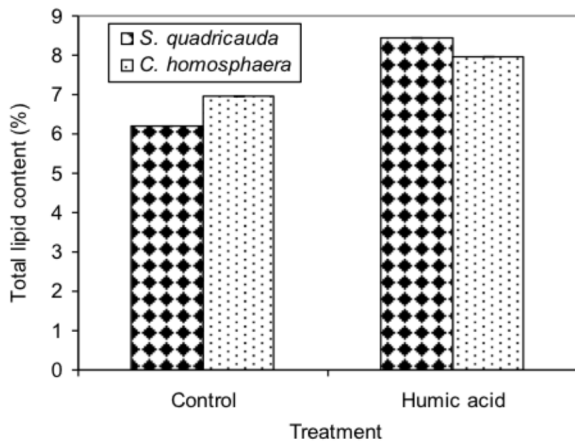 9
8
7
6
5
4
3
2
1
0
Total lipid content (%)
S. quadricauda
C. homosphaera
Control
Humic acid
Treatment